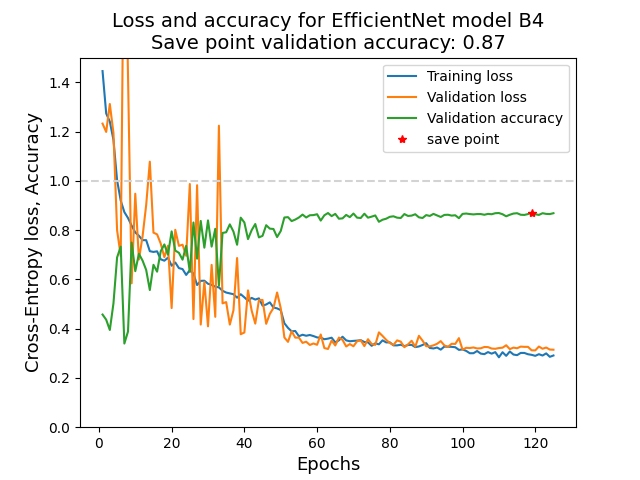 Loss and accuracy for EfficientNet model B4
Save point validation accuracy: 0.87
Training loss
Validation loss
Validation accuracy
save point
Cross-Entropy loss, Accuracy
1.4
1.2
1.0
0.8
0.6
0.4
0.2
0.0
0 20 40 60 80 100 120
Epochs